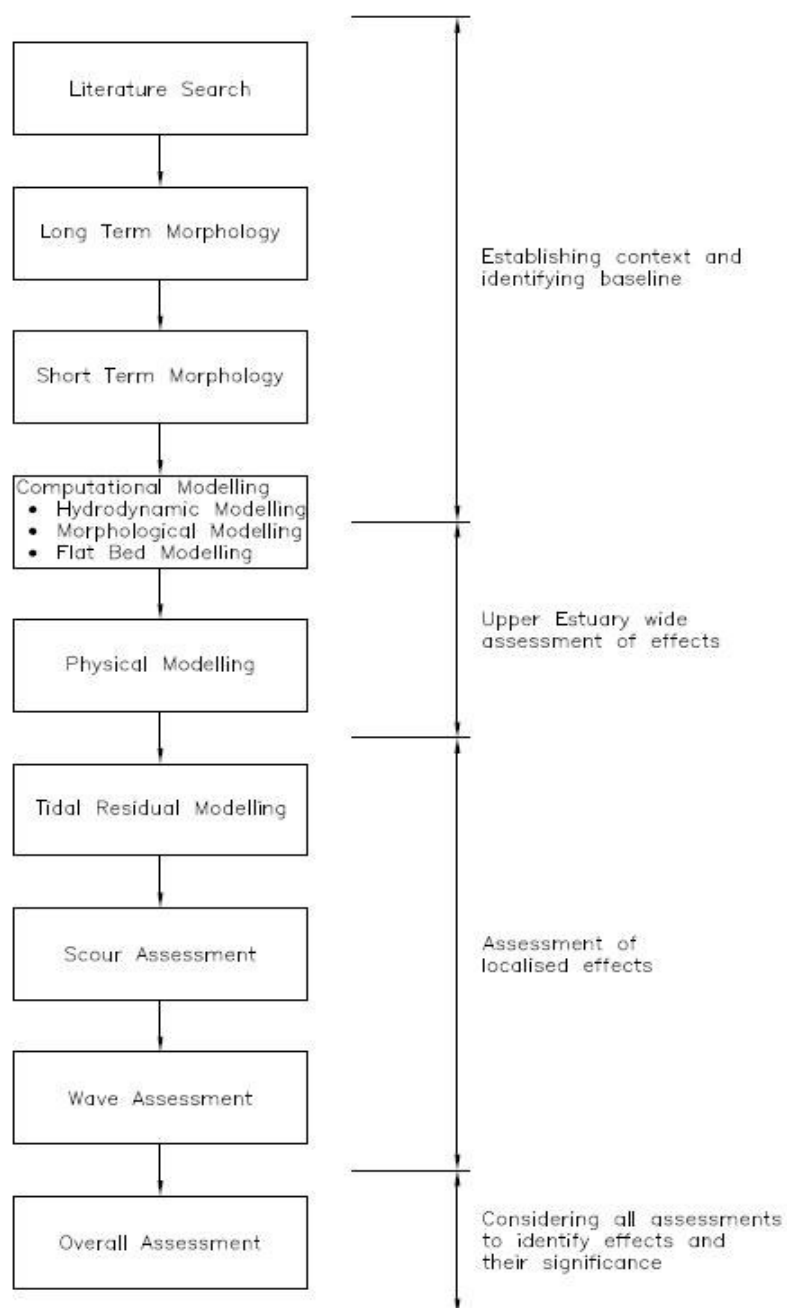 Literature Search
Long Term Morphology
Establishing context and
identifying baseline
Short Term Morphology
Computational Modelling
• Hydrodynamic Modelling
• Morphological Modelling
• Flat Bed Modelling
Upper Estuary wide
assessment of effects
Physical Modelling
Tidal Residual Modelling
Scour Assessment
Assessment of
localised effects
Wave Assessment
Overall Assessment
Considering all assessments
to identify effects and
their significance